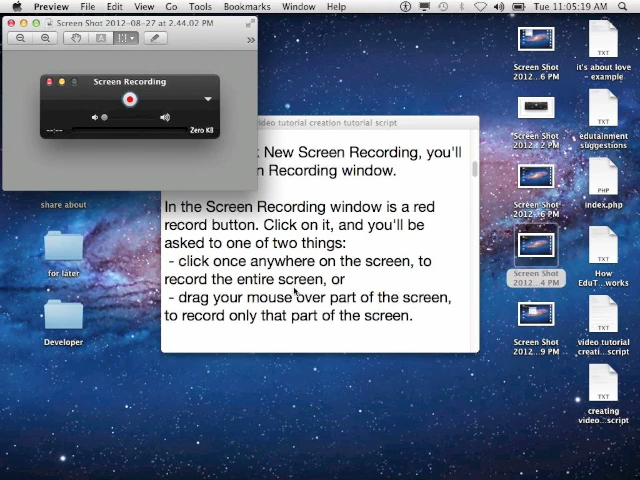 Preview File Edit View Go Tools Bookmarks Window Help Tue 11:05:19 AM
Screen Shot 2012-08-27 at 2.44.02 PM
Screen Recording
--:-- Zero KB
video tutorial creation tutorial script
New Screen Recording, you'll
n Recording window.
In the Screen Recording window is a red
record button. Click on it, and you'll be
asked to one of two things:
- click once anywhere on the screen, to
record the entire screen, or
- drag your mouse over part of the screen,
to record only that part of the screen.
share about
for later
Developer
Screen Shot
2012...6 PM
Screen Shot
2012...2 PM
Screen Shot
2012...6 PM
Screen Shot
2012...4 PM
Screen Shot
2012...9 PM
TXT
it's about love
- example
TXT
edutainment
suggestions
PHP
index.php
TXT
How
EduT...works
TXT
video tutorial
creati...script
TXT
creating
video...script